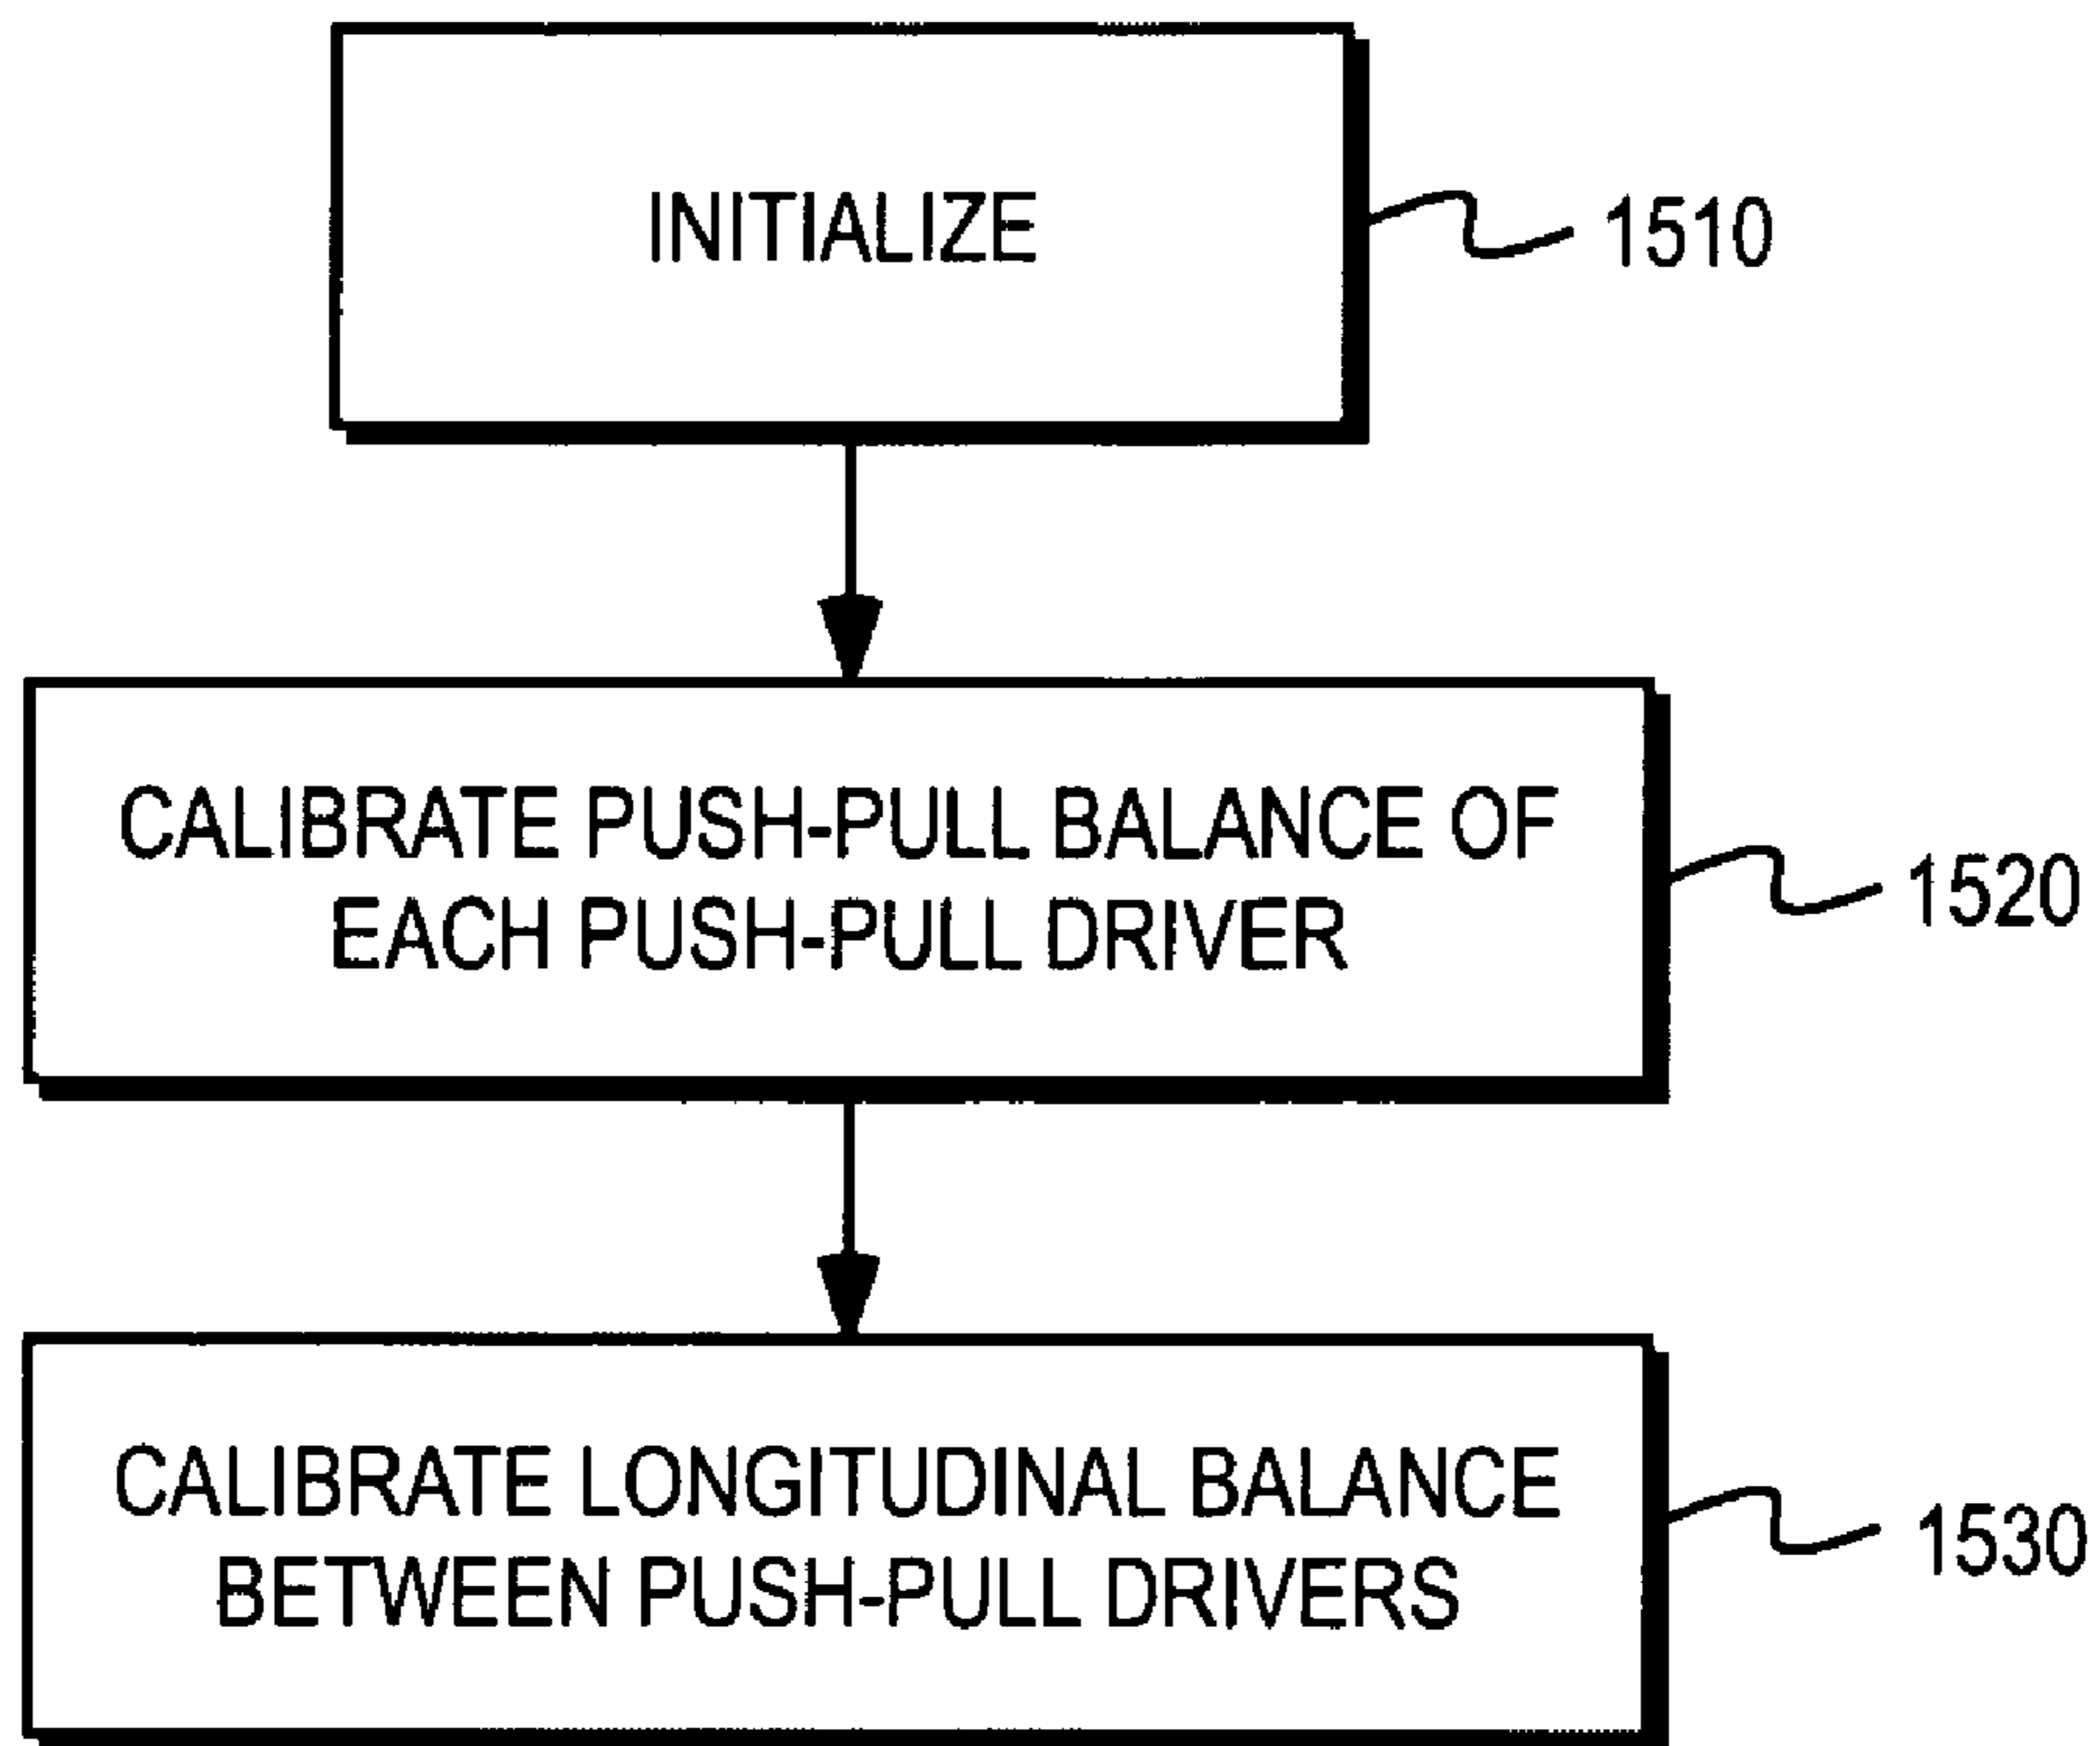 INITIALIZE
1510
CALIBRATE PUSH-PULL BALANCE OF
EACH PUSH-PULL DRIVER
1520
CALIBRATE LONGITUDINAL BALANCE
BETWEEN PUSH-PULL DRIVERS
1530